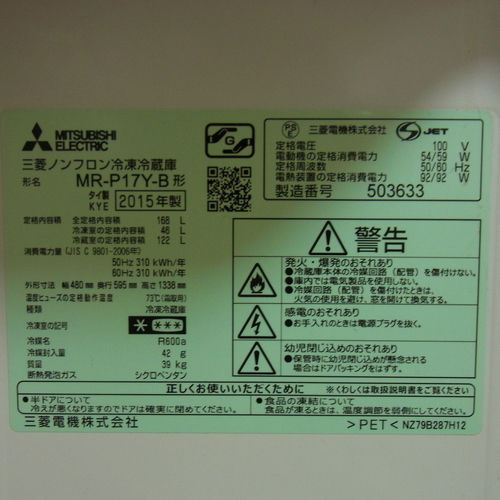 MITSUBISHI
ELECTRIC
三菱ノンフロン冷凍冷蔵庫
形名 MR-P17Y-B 形
タイ製
KYE 2015年製
G
PS
E 三菱電機株式会社 S JET
定格電圧 100 V
電動機の定格消費電力 54/59 W
定格周波数 50/60 Hz
電熱装置の定格消費電力 92/92 W
製造番号 503633
定格内容積 全定格内容積 168 L
冷凍室の定格内容積 46 L
冷蔵室の定格内容積 122 L
消費電力量(JIS C 9801-2006年)
50Hz 310 kWh/年
60Hz 310 kWh/年
外形寸法 幅 480㎜ 奥行 595㎜ 高さ 1338㎜
温度ヒューズの定格動作温度 73℃(霜取用)
種類 冷凍冷蔵庫
冷凍室の記号 ****
冷媒名 R600a
冷媒封入量 42 g
質量 39 kg
断熱発泡ガス シクロペンタン
警告
発火・爆発のおそれあり
●冷蔵庫本体の冷媒回路(配管)を傷付けない。
●庫内では電気製品を使用しない。
●冷媒回路(配管)を傷付けたときは、
火気の使用を避け、窓を開けて換気する。
感電のおそれあり
●お手入れのときは電源プラグを抜く。
幼児閉じ込めのおそれあり
●保管時に幼児閉じ込めが懸念される
場合はドアパッキングをはずす。
正しくお使いいただくために ※くわしくは取扱説明書をご覧ください。
●半ドアについて
冷えが悪くなりますのでドアは確実に閉めてください。
●食品の凍結について
食品が凍るときは、温度調節を弱側にしてください。
三菱電機株式会社 >PET< NZ79B287H12